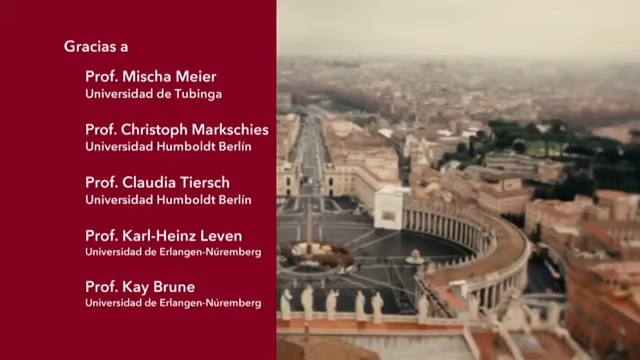 Gracias a
Prof. Mischa Meier
Universidad de Tubinga
Prof. Christoph Markschies
Universidad Humboldt Berlín
Prof. Claudia Tiersch
Universidad Humboldt Berlín
Prof. Karl-Heinz Leven
Universidad de Erlangen-Núremberg
Prof. Kay Brune
Universidad de Erlangen-Núremberg